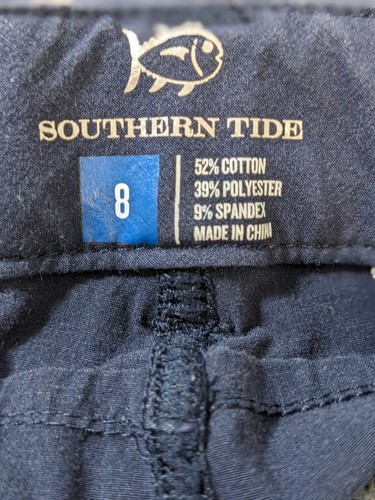 SOUTHERN TIDE
8
52% COTTON
39% POLYESTER
9% SPANDEX
MADE IN CHINA